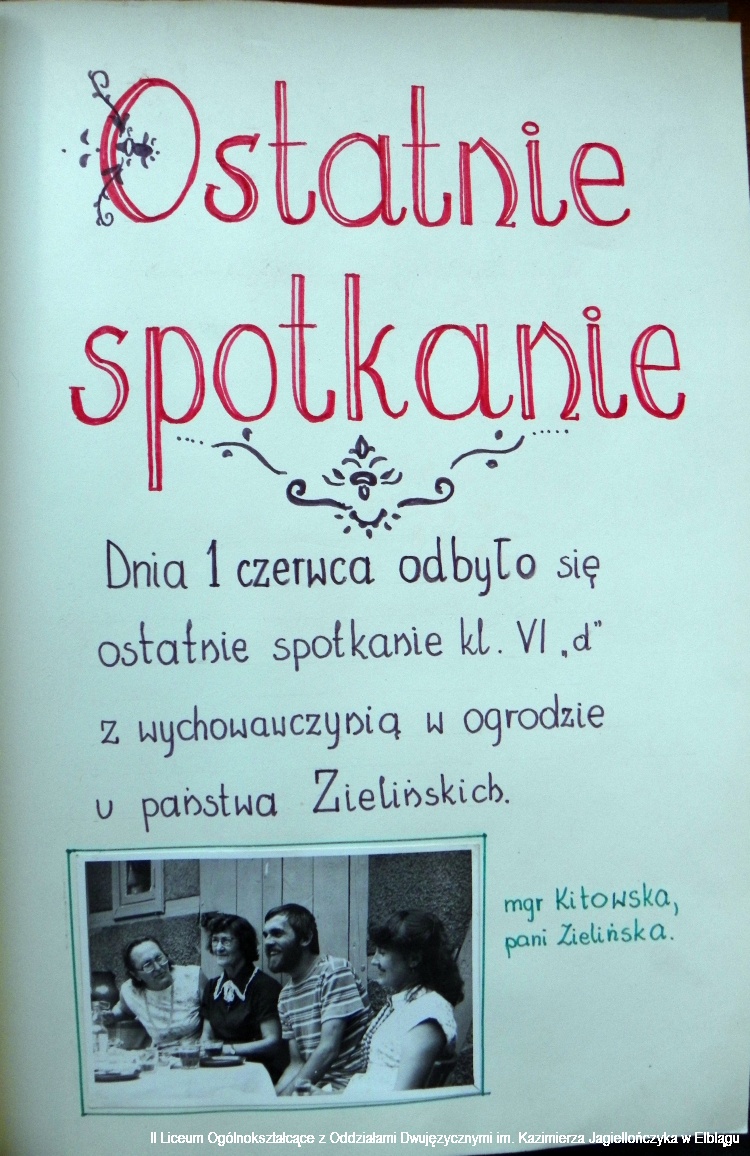 Ostatnie
spotkanie
Dnia 1 czerwca odbyło się
ostatnie spotkanie kl. VI „d”
z wychowawczynią w ogrodzie
u państwa Zielińskich.
mgr Kitowska,
pani Zielińska.
II Liceum Ogólnokształcące z Oddziałami Dwujęzycznymi im. Kazimierza Jagiellończyka w Elblągu